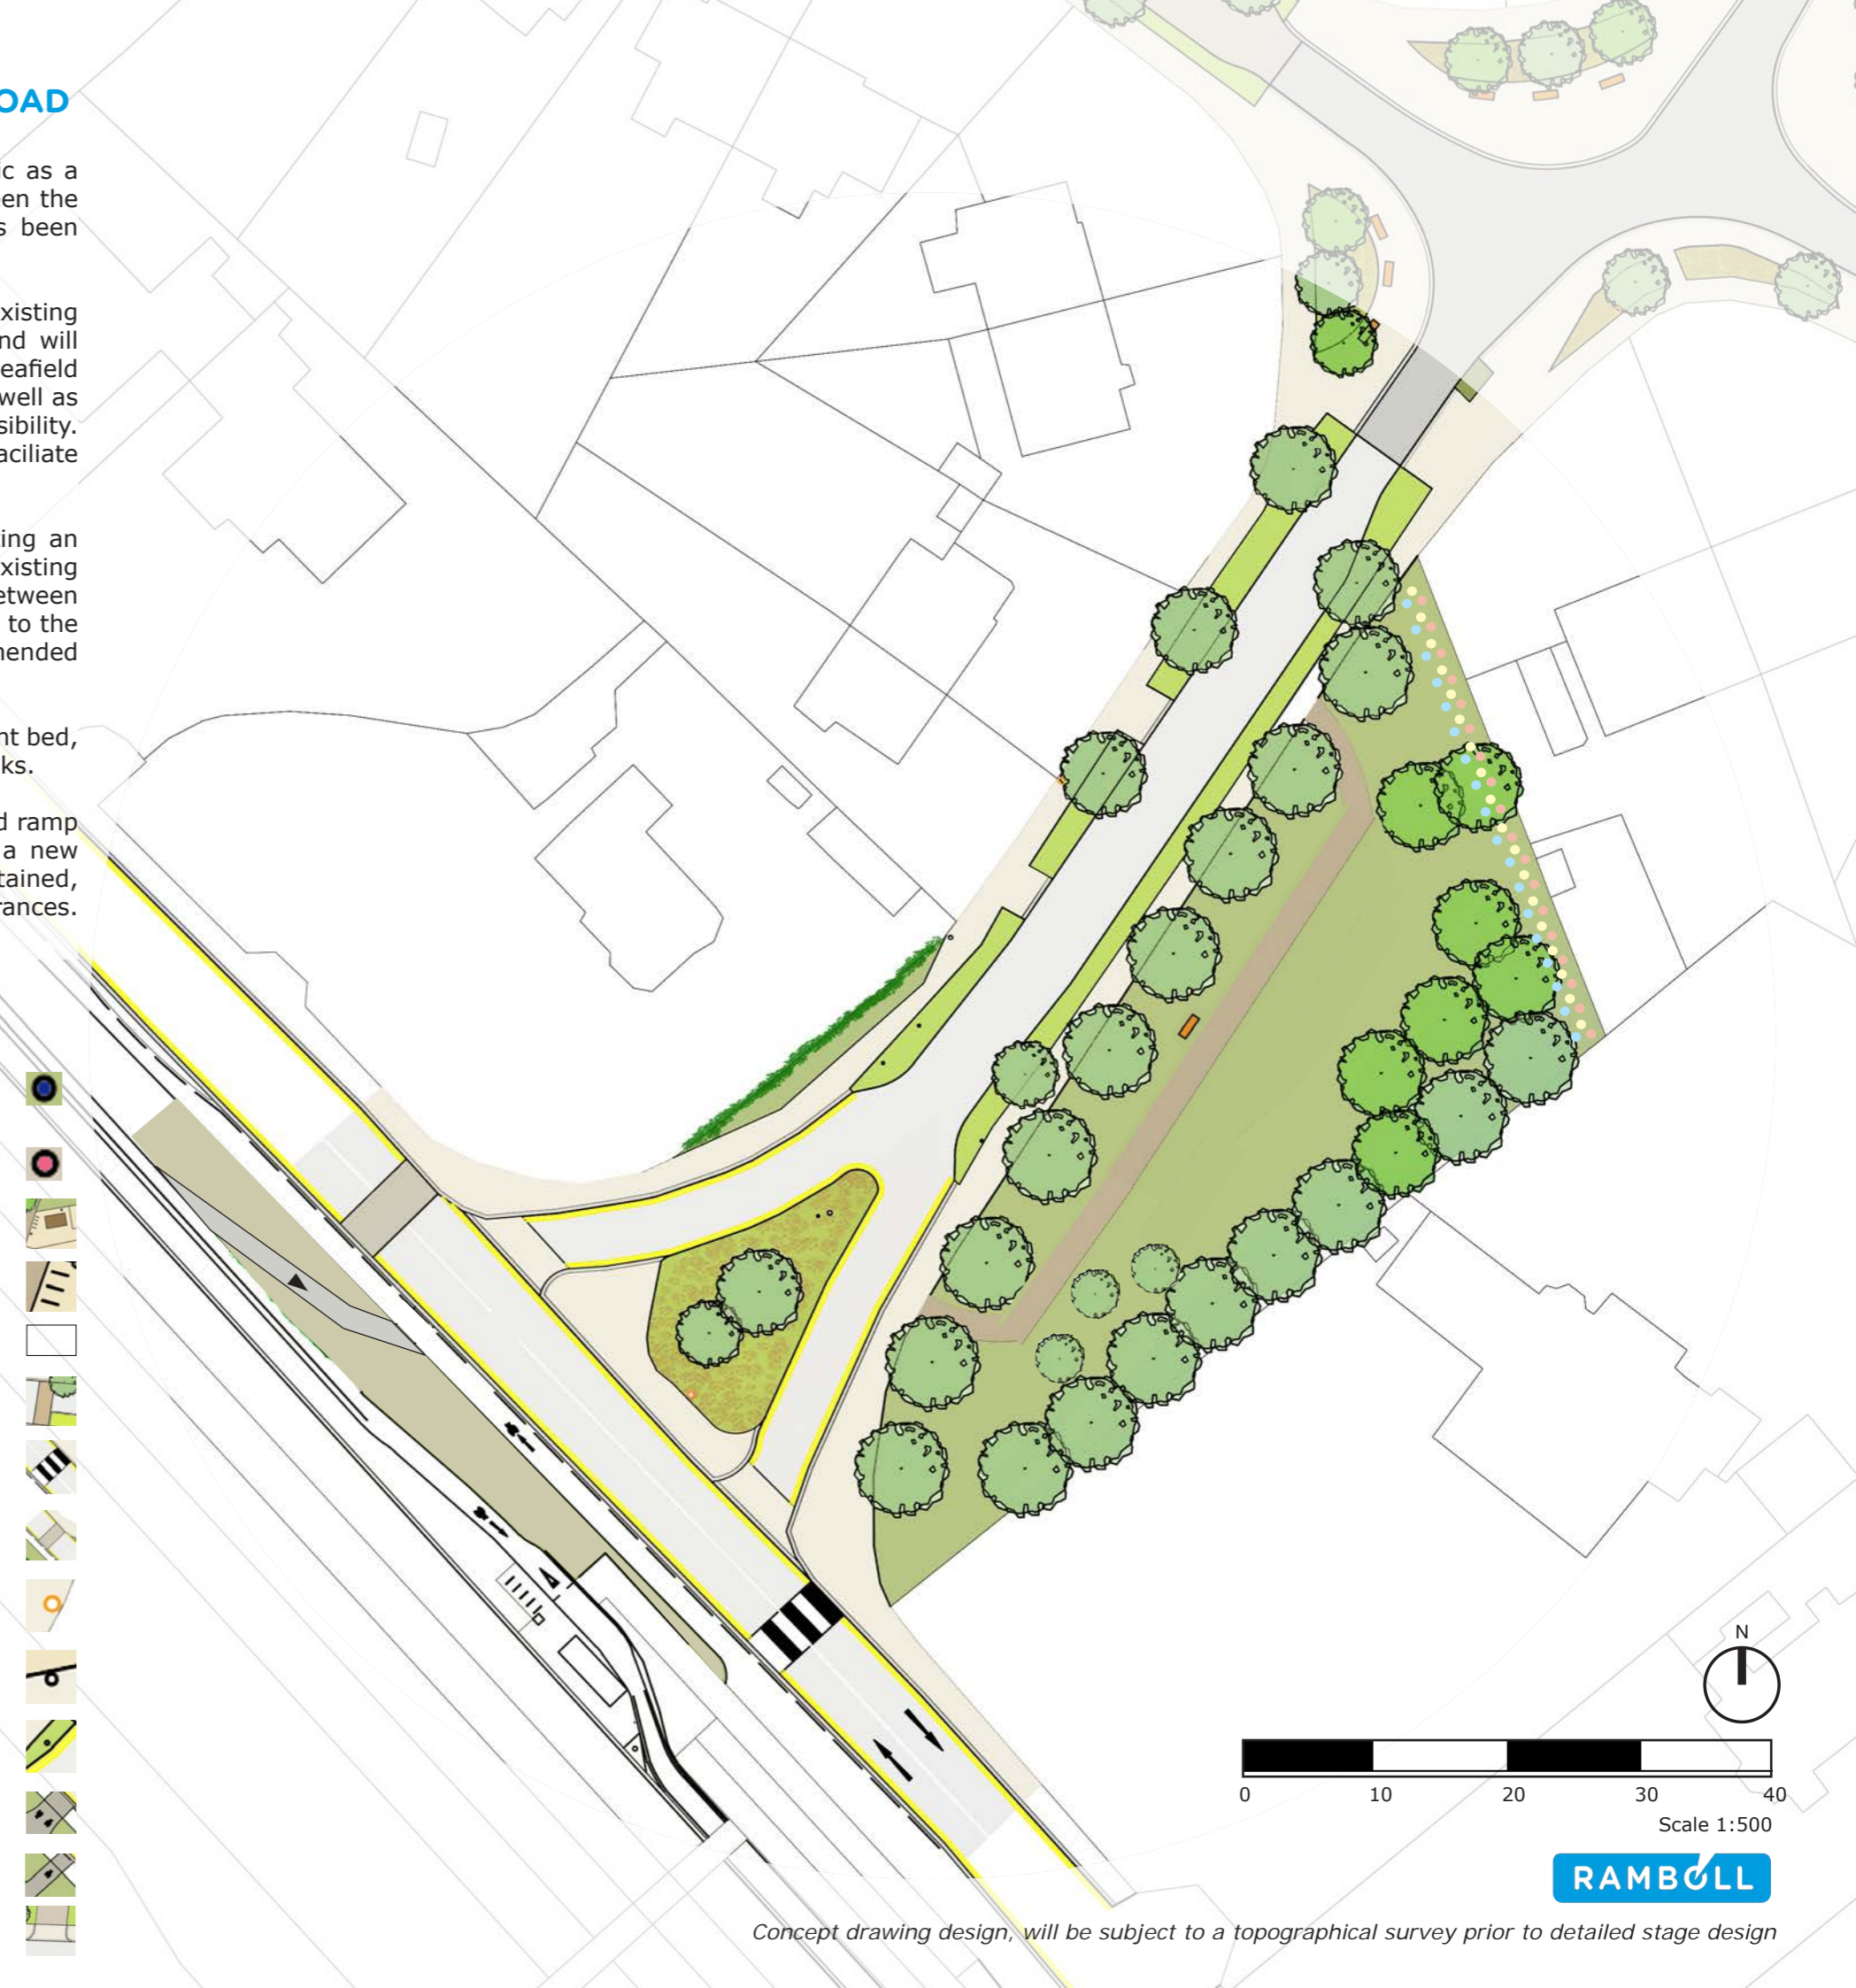 OAD
ic as a
en the
s been
xisting
nd will
eafield
well as
sibility.
aciliate
ting an
xisting
etween
to the
nended
nt bed,
ks.
d ramp
a new
tained,
rances.
N
0 10 20 30 40
Scale 1:500
RAMBOLL
Concept drawing design, will be subject to a topographical survey prior to detailed stage design